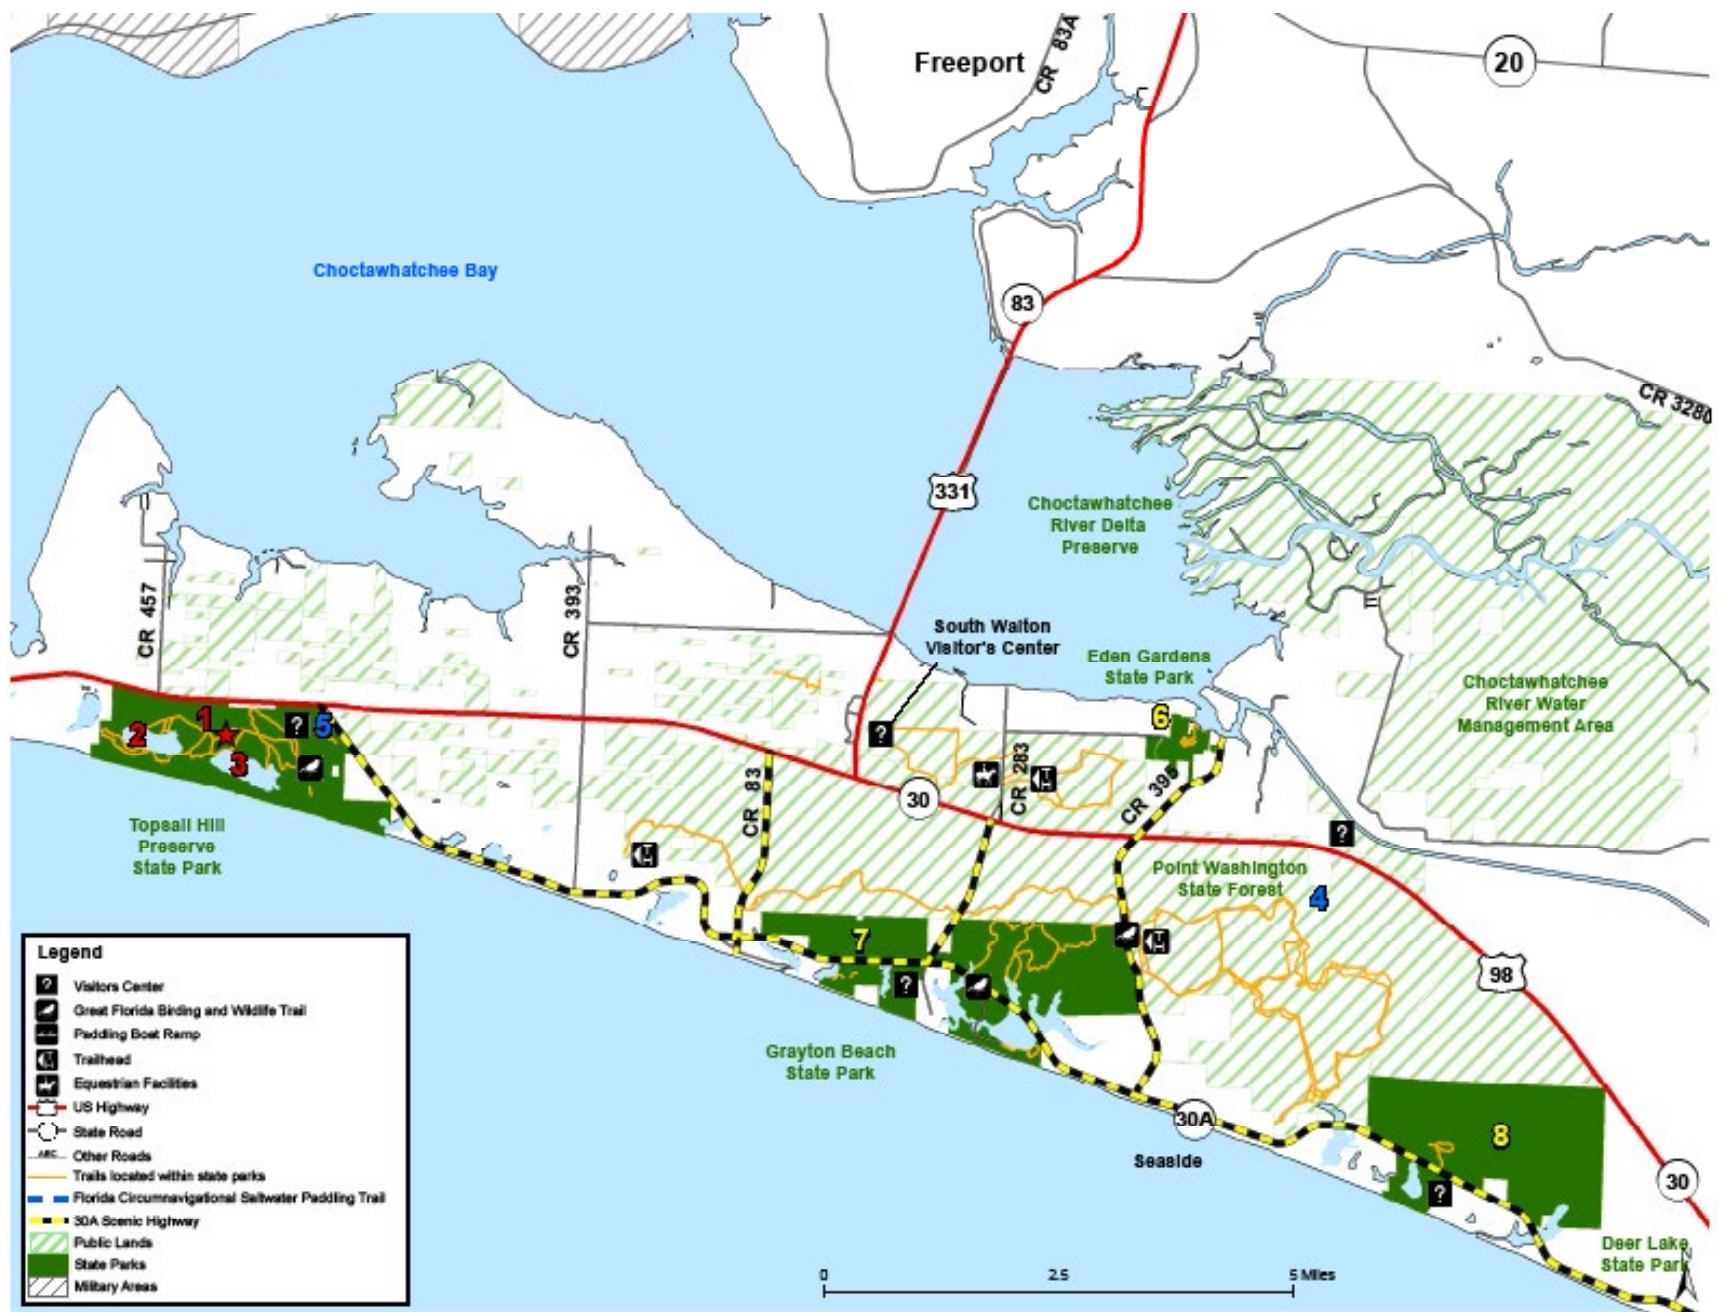 Freeport
CR 83A
20
Choctawhatchee Bay
83
CR 3280
331
Choctawhatchee
River Delta
Preserve
CR 457
CR 393
South Walton
Visitor's Center
Eden Gardens
State Park
Choctawhatchee
River Water
Management Area
1
2
3
?
5
6
?
CR 83
30
CR 283
CR 395
?
Topsail Hill
Preserve
State Park
Point Washington
State Forest
4
7
?
98
Grayton Beach
State Park
30A
Seaside
8
?
30
Deer Lake
State Park
N
Legend
? Visitors Center
Great Florida Birding and Wildlife Trail
Paddling Boat Ramp
Trailhead
Equestrian Facilities
US Highway
State Road
ABC Other Roads
Trails located within state parks
Florida Circumnavigational Saltwater Paddling Trail
30A Scenic Highway
Public Lands
State Parks
Military Areas
0 2.5 5 Miles